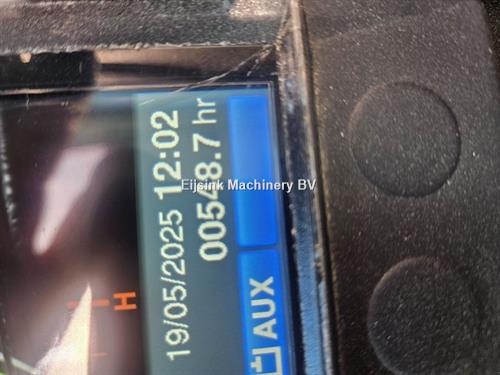 19/05/2025 12:02
00548.7 hr
AUX
H
Eijsink Machinery BV